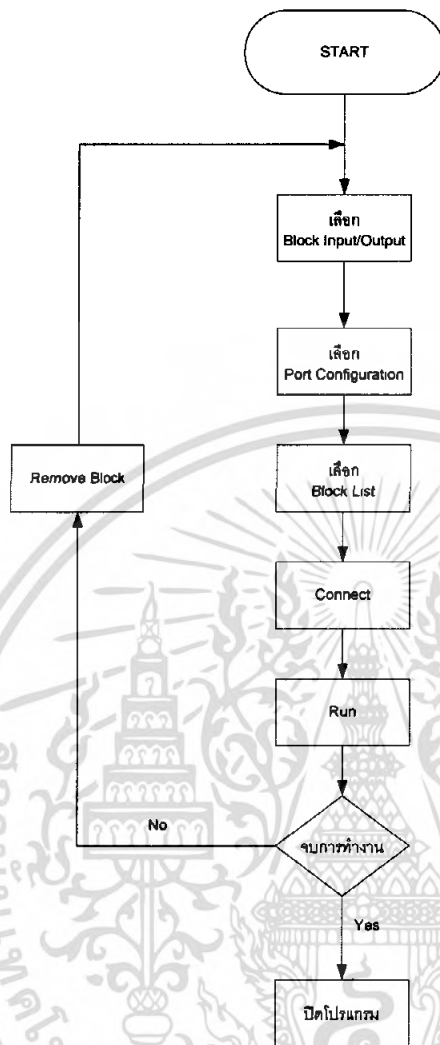 START
เลือก
Block Input/Output
เลือก
Port Configuration
เลือก
Block List
Remove Block
Connect
Run
No
จบการทำงาน
Yes
ปิดโปรแกรม